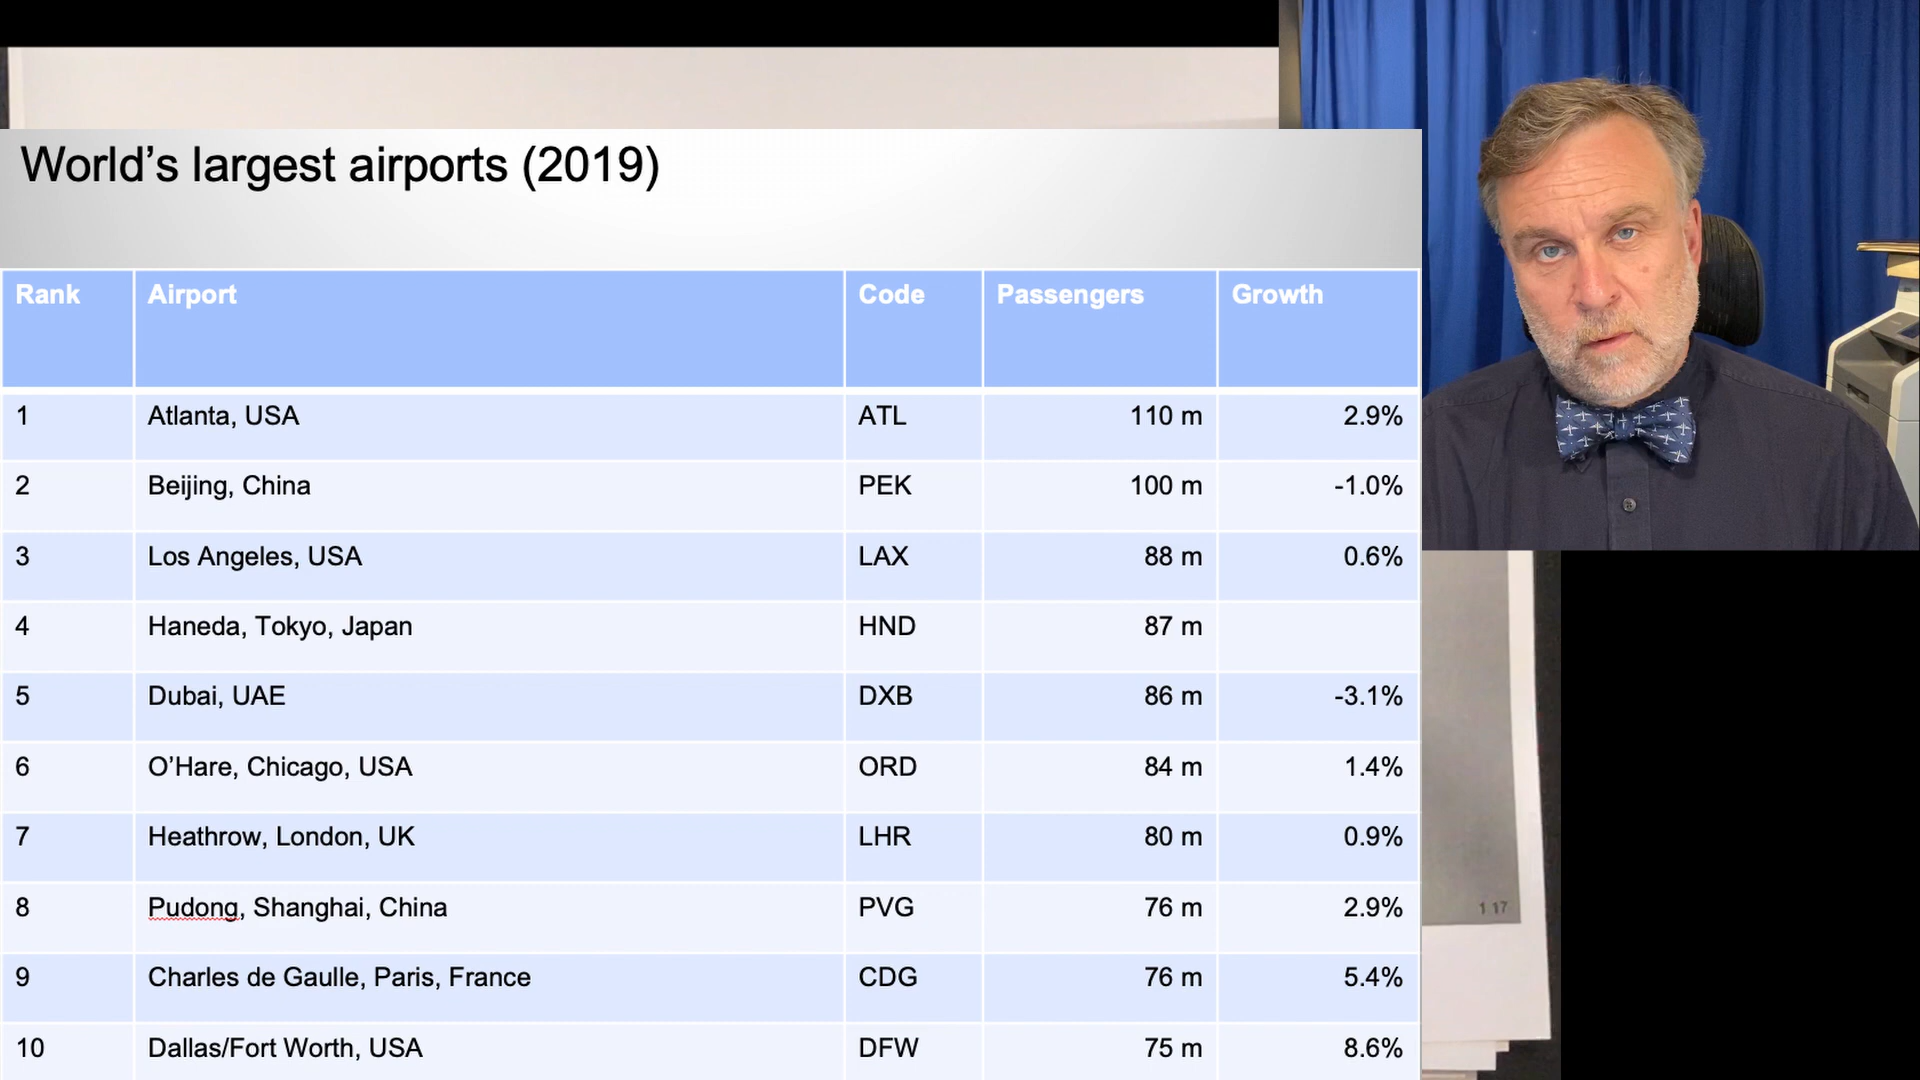 World’s largest airports (2019)
Rank Airport Code Passengers Growth
1 Atlanta, USA ATL 110 m 2.9%
2 Beijing, China PEK 100 m -1.0%
3 Los Angeles, USA LAX 88 m 0.6%
4 Haneda, Tokyo, Japan HND 87 m
5 Dubai, UAE DXB 86 m -3.1%
6 O’Hare, Chicago, USA ORD 84 m 1.4%
7 Heathrow, London, UK LHR 80 m 0.9%
8 Pudong, Shanghai, China PVG 76 m 2.9%
9 Charles de Gaulle, Paris, France CDG 76 m 5.4%
10 Dallas/Fort Worth, USA DFW 75 m 8.6%
1 17